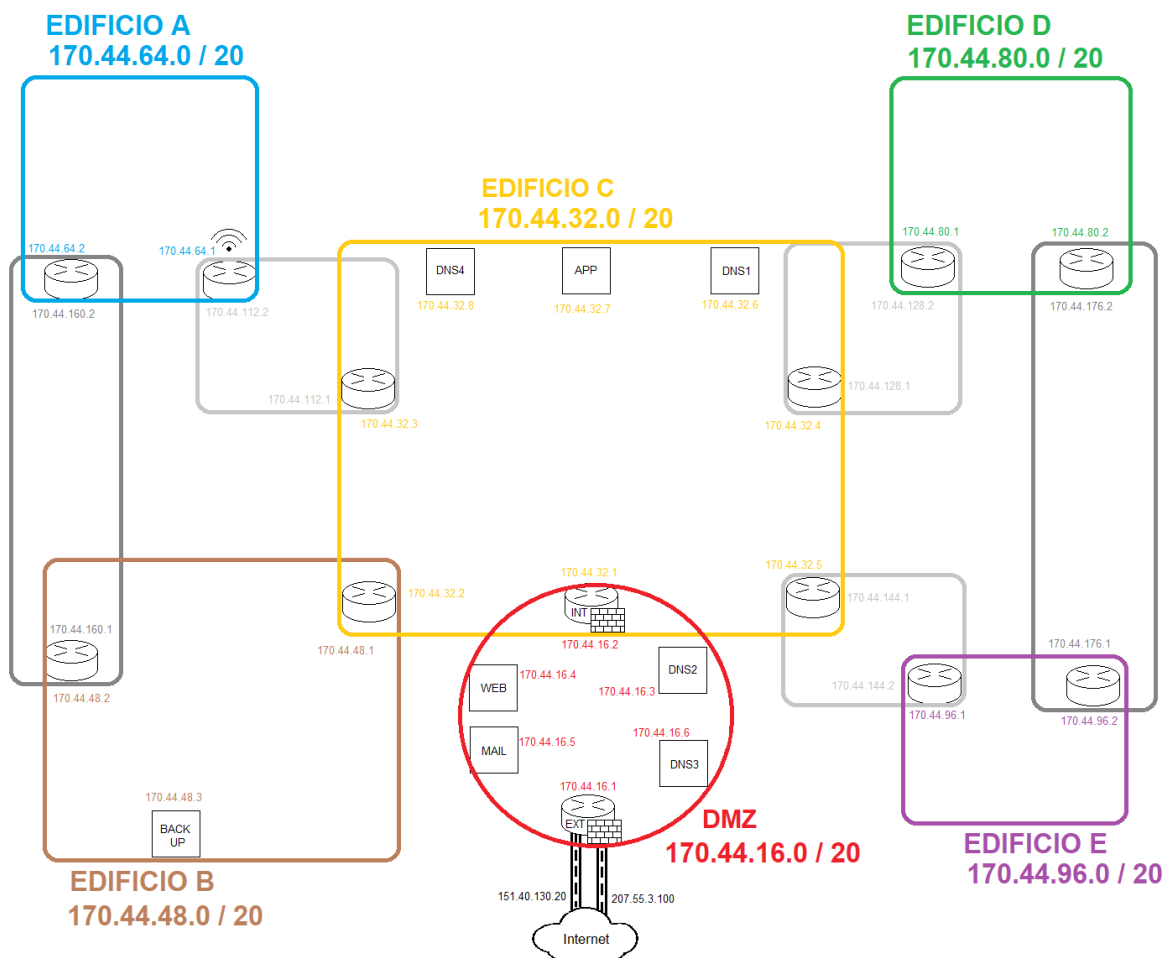 EDIFICIO A
170.44.64.0 / 20
EDIFICIO D
170.44.80.0 / 20
EDIFICIO C
170.44.32.0 / 20
170.44.64.2
170.44.64.1
170.44.80.1
170.44.80.2
DNS4
APP
DNS1
170.44.32.8
170.44.32.7
170.44.32.6
170.44.160.2
170.44.112.2
170.44.128.2
170.44.176.2
170.44.112.1
170.44.128.1
170.44.32.3
170.44.32.4
170.44.32.1
170.44.32.5
170.44.32.2
INT
170.44.144.1
170.44.160.1
170.44.48.1
170.44.16.2
170.44.176.1
170.44.48.2
WEB
170.44.16.4
DNS2
170.44.16.3
170.44.144.2
170.44.96.1
170.44.96.2
MAIL
170.44.16.5
170.44.16.6
DNS3
170.44.48.3
BACK
UP
170.44.16.1
EXT
DMZ
170.44.16.0 / 20
EDIFICIO E
170.44.96.0 / 20
EDIFICIO B
170.44.48.0 / 20
151.40.130.20
207.55.3.100
Internet